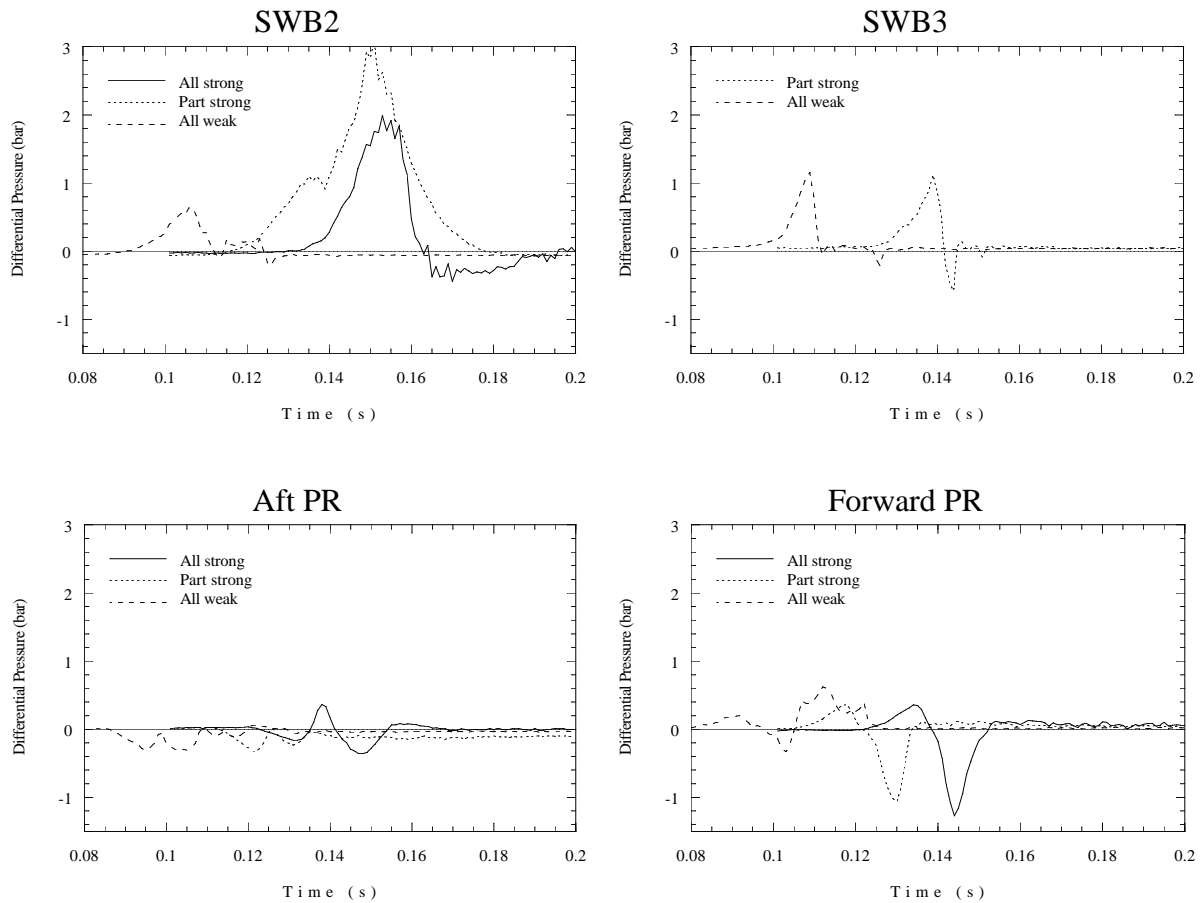 SWB2
3
2
1
0
-1
Differential Pressure (bar)
All strong
Part strong
All weak
0.08 0.1 0.12 0.14 0.16 0.18 0.2
Time (s)
SWB3
3
2
1
0
-1
Differential Pressure (bar)
Part strong
All weak
0.08 0.1 0.12 0.14 0.16 0.18 0.2
Time (s)
Aft PR
3
2
1
0
-1
Differential Pressure (bar)
All strong
Part strong
All weak
0.08 0.1 0.12 0.14 0.16 0.18 0.2
Time (s)
Forward PR
3
2
1
0
-1
Differential Pressure (bar)
All strong
Part strong
All weak
0.08 0.1 0.12 0.14 0.16 0.18 0.2
Time (s)